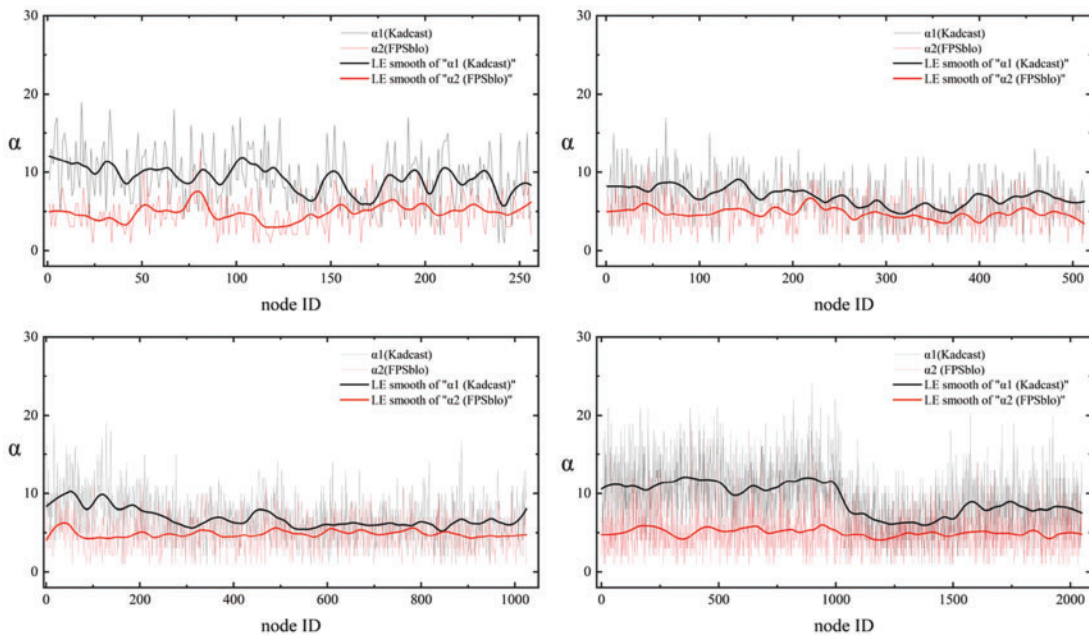 30
α1(Kadcast)
α2(FPSblo)
LE smooth of "α1 (Kadcast)"
LE smooth of "α2 (FPSblo)"
20
α
10
0
0 50 100 150 200 250
node ID
30
α1(Kadcast)
α2(FPSblo)
LE smooth of "α1 (Kadcast)"
LE smooth of "α2 (FPSblo)"
20
α
10
0
0 100 200 300 400 500
node ID
30
α1(Kadcast)
α2(FPSblo)
LE smooth of "α1 (Kadcast)"
LE smooth of "α2 (FPSblo)"
20
α
10
0
0 200 400 600 800 1000
node ID
30
α1(Kadcast)
α2 (FPSblo)
LE smooth of "α1 (Kadcast)"
LE smooth of "α2 (FPSblo)"
20
α
10
0
0 500 1000 1500 2000
node ID